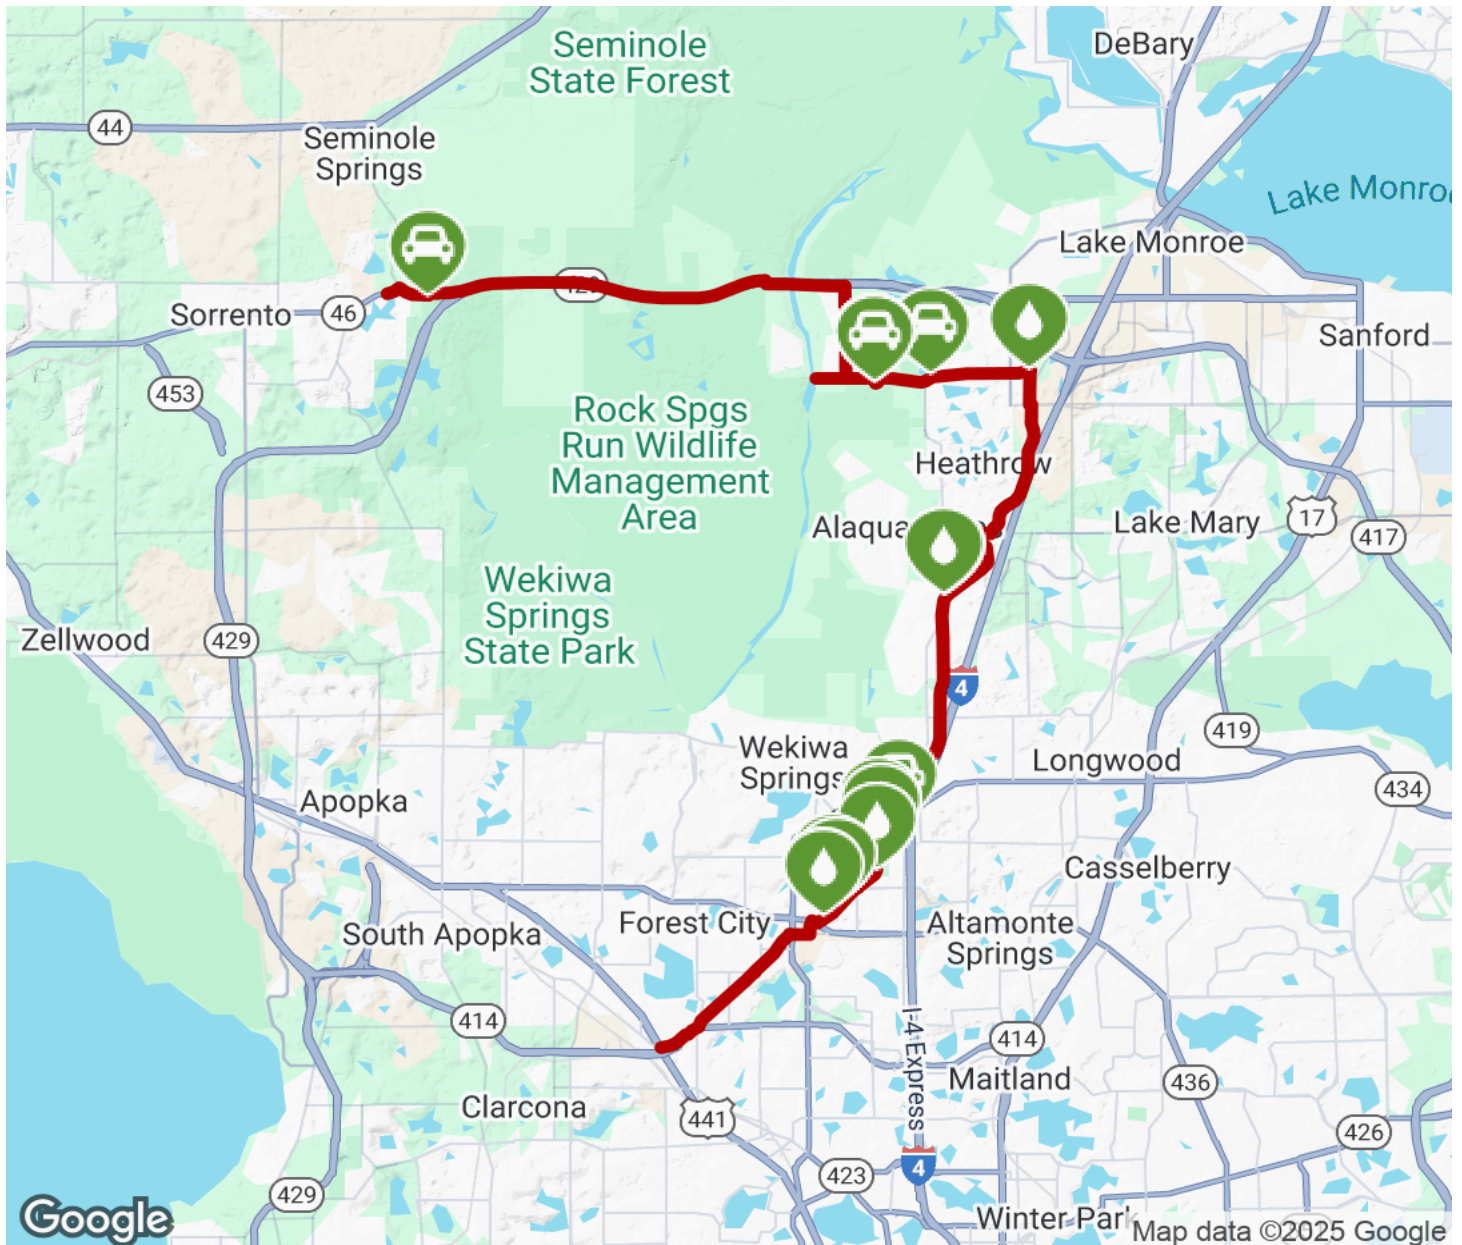 DeBary
Seminole
State Forest
44
Seminole
Springs
Lake Monro
Lake Monroe
Sorrento
46
429
Sanford
453
Rock Spgs
Run Wildlife
Management
Area
Heathrow
Alaqua
Lake Mary
17
417
Wekiwa
Springs
State Park
Zellwood
429
4
419
Wekiwa
Springs
Longwood
434
Apopka
Casselberry
Forest City
Altamonte
Springs
South Apopka
414
I-4 Express
414
Maitland
436
Clarcona
441
426
4
423
429
Winter Park
Google
Map data ©2025 Google